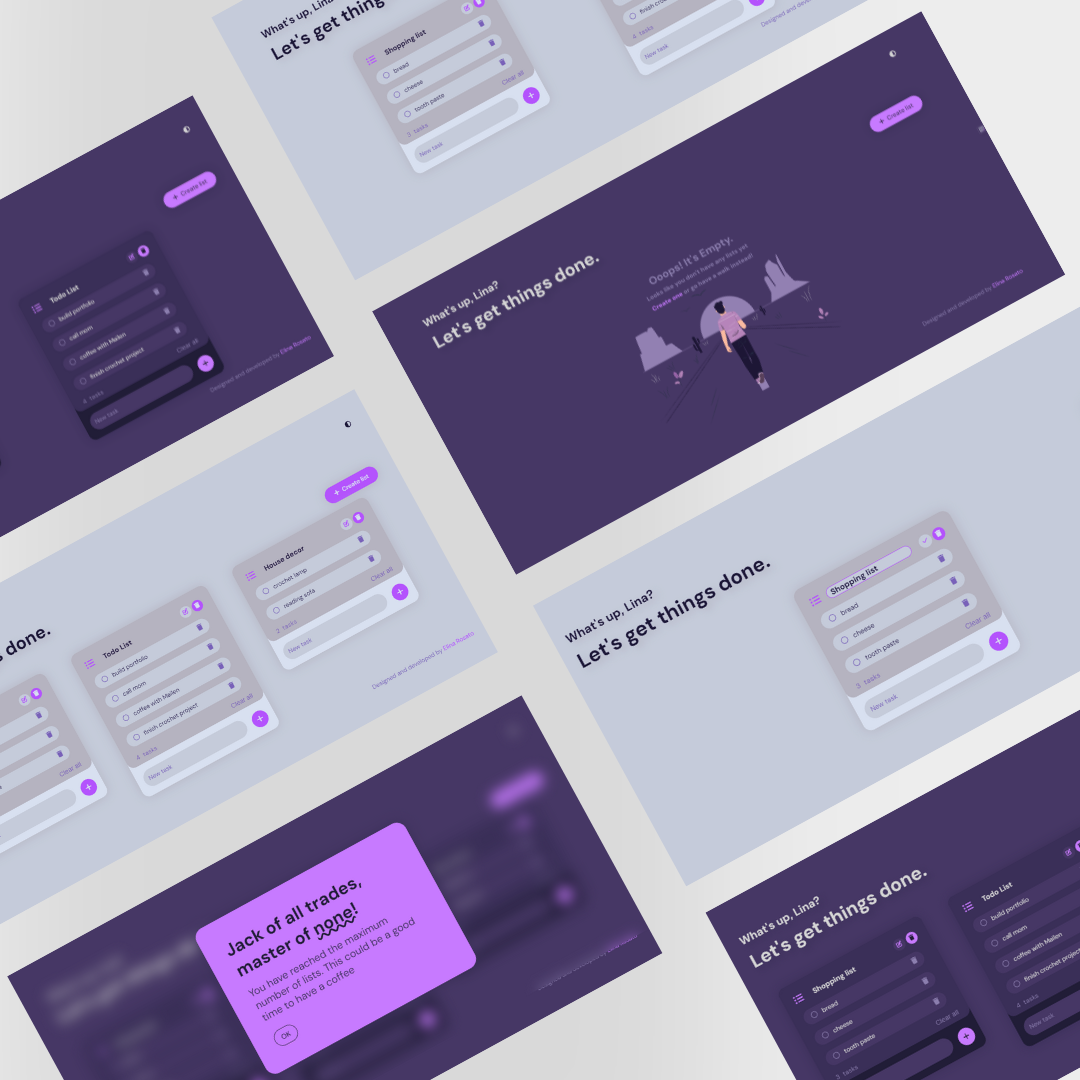 What's up, Lina?
Let's get things
Shopping list
bread
cheese
tooth paste
3 tasks
Clear all
New task
finish
4 tasks
New task
Designed and
+ Create list
Todo List
build portfolio
call mom
coffee with Mailen
finish crochet project
4 tasks
Clear all
New task
Designed and developed by Elina Rosato
+ Create list
What's up, Lina?
Let's get things done.
Ooops! It's Empty.
Looks like you don't have any lists yet
Create one or go have a walk instead!
Designed and developed by Elina Rosato
+ Create list
done.
Clear all
Todo List
build portfolio
call mom
coffee with Mailen
finish crochet project
4 tasks
Clear all
New task
House decor
crochet lamp
reading sofa
2 tasks
Clear all
New task
Designed and developed by Elina Rosato
What's up, Lina?
Let's get things done.
Shopping list
bread
cheese
tooth paste
3 tasks
Clear all
New task
Jack of all trades,
master of none!
You have reached the maximum
number of lists. This could be a good
time to have a coffee
OK
What's up, Lina?
Let's get things done.
Shopping list
bread
cheese
tooth paste
3 tasks
Clear all
Todo List
build portfolio
call mom
coffee with Mailen
finish crochet project
4 tasks
New task